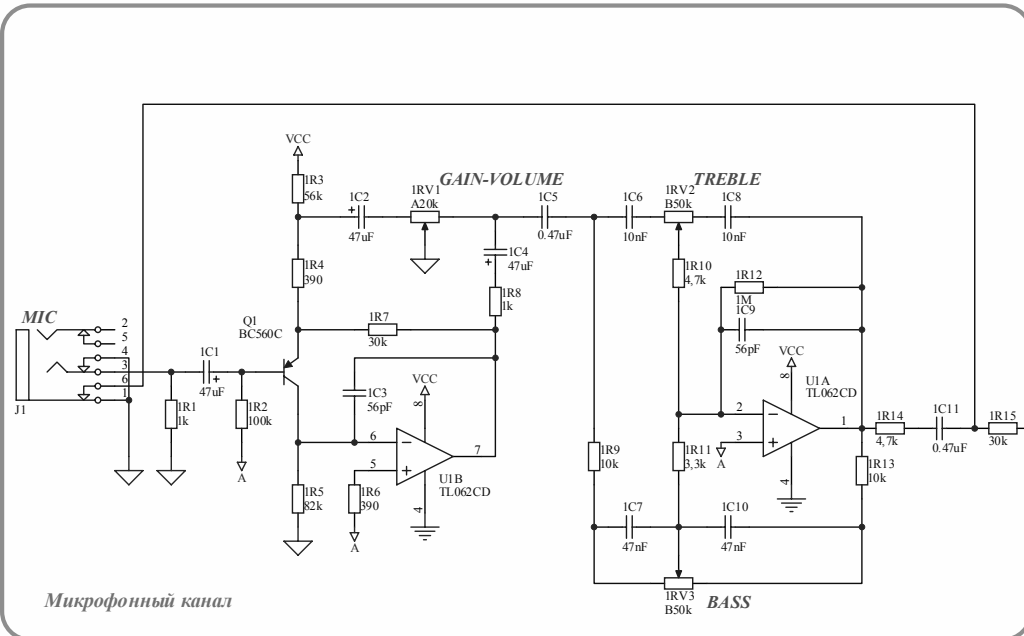 VCC
1R3
56k
1C2
+
47uF
1RV1
A20k
GAIN-VOLUME
1C5
0.47uF
1C6
10nF
1RV2
B50k
TREBLE
1C8
10nF
1R4
390
1C4
+
47uF
1R10
4,7k
1R12
1M
1C9
56pF
1R8
1k
MIC
2
5
4
3
6
1
J1
Q1
BC560C
1R7
30k
1C1
+
47uF
1R1
1k
1R2
100k
A
1C3
56pF
VCC
8
6
5
7
4
U1B
TL062CD
1R5
82k
1R6
390
A
VCC
8
U1A
TL062CD
2
3
1
4
A
1R14
4,7k
1C11
0.47uF
1R15
30k
1R9
10k
1R11
3,3k
1R13
10k
1C7
47nF
1C10
47nF
1RV3
B50k
BASS
Микрофонный канал